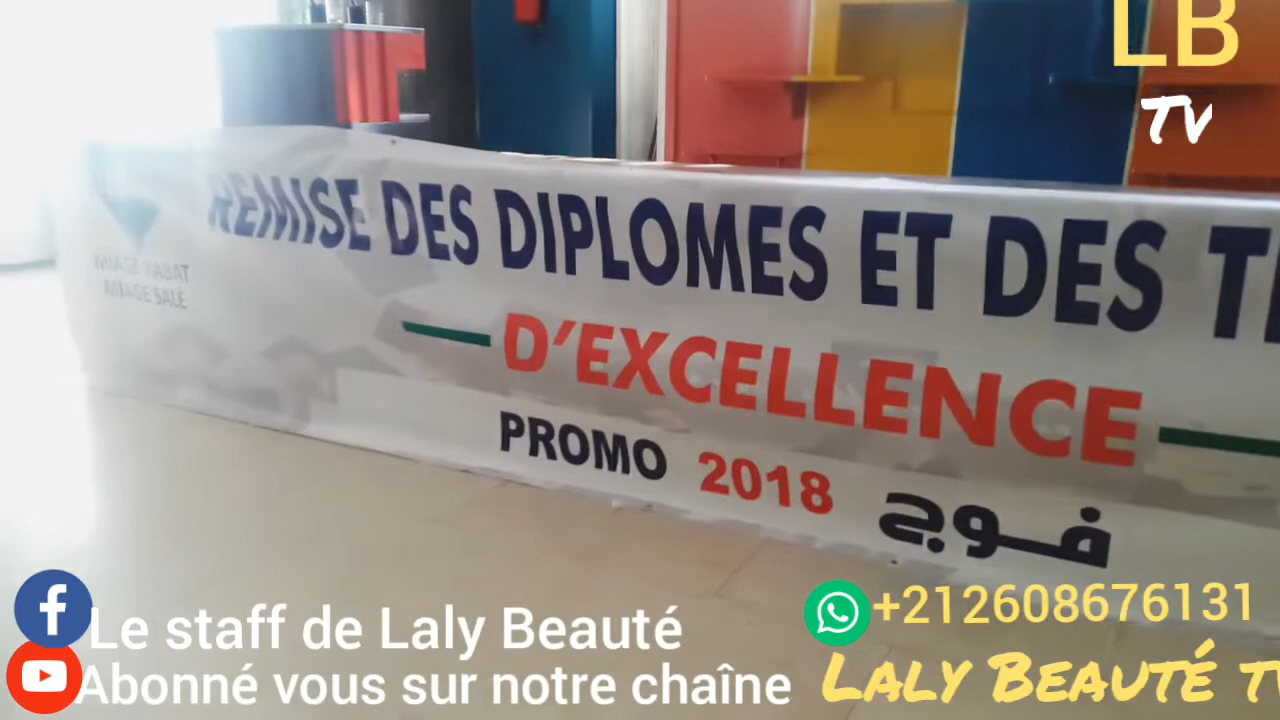 LB
TV
REMISE DES DIPLOMES ET DES
D'EXCELLENCE
MIAGE RABAT
MIAGE SALE
PROMO 2018 فوج
Le staff de Laly Beauté
+212608676131
Abonné vous sur notre chaîne
LALY BEAUTÉ TV